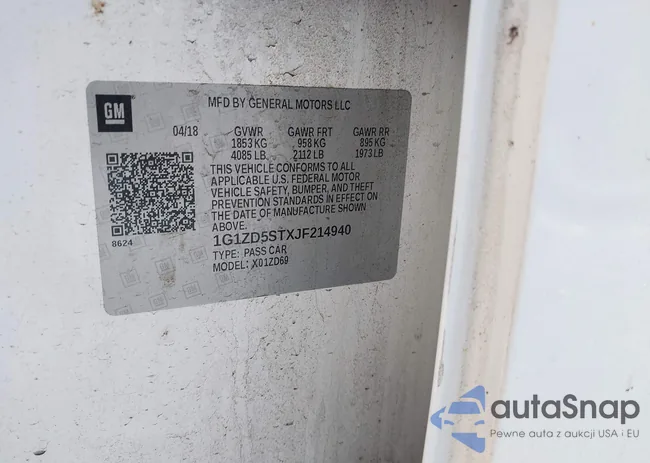 GM
MFD BY GENERAL MOTORS LLC
04/18 GVWR GAWR FRT GAWR RR
1853 KG 958 KG 895 KG
4085 LB 2112 LB 1973 LB
THIS VEHICLE CONFORMS TO ALL
APPLICABLE U.S. FEDERAL MOTOR
VEHICLE SAFETY, BUMPER, AND THEFT
PREVENTION STANDARDS IN EFFECT ON
THE DATE OF MANUFACTURE SHOWN
ABOVE.
8624
1G1ZD5STXJF214940
TYPE: PASS CAR
MODEL: X01ZD69
autaSnap
Pewne auta z aukcji USA i EU